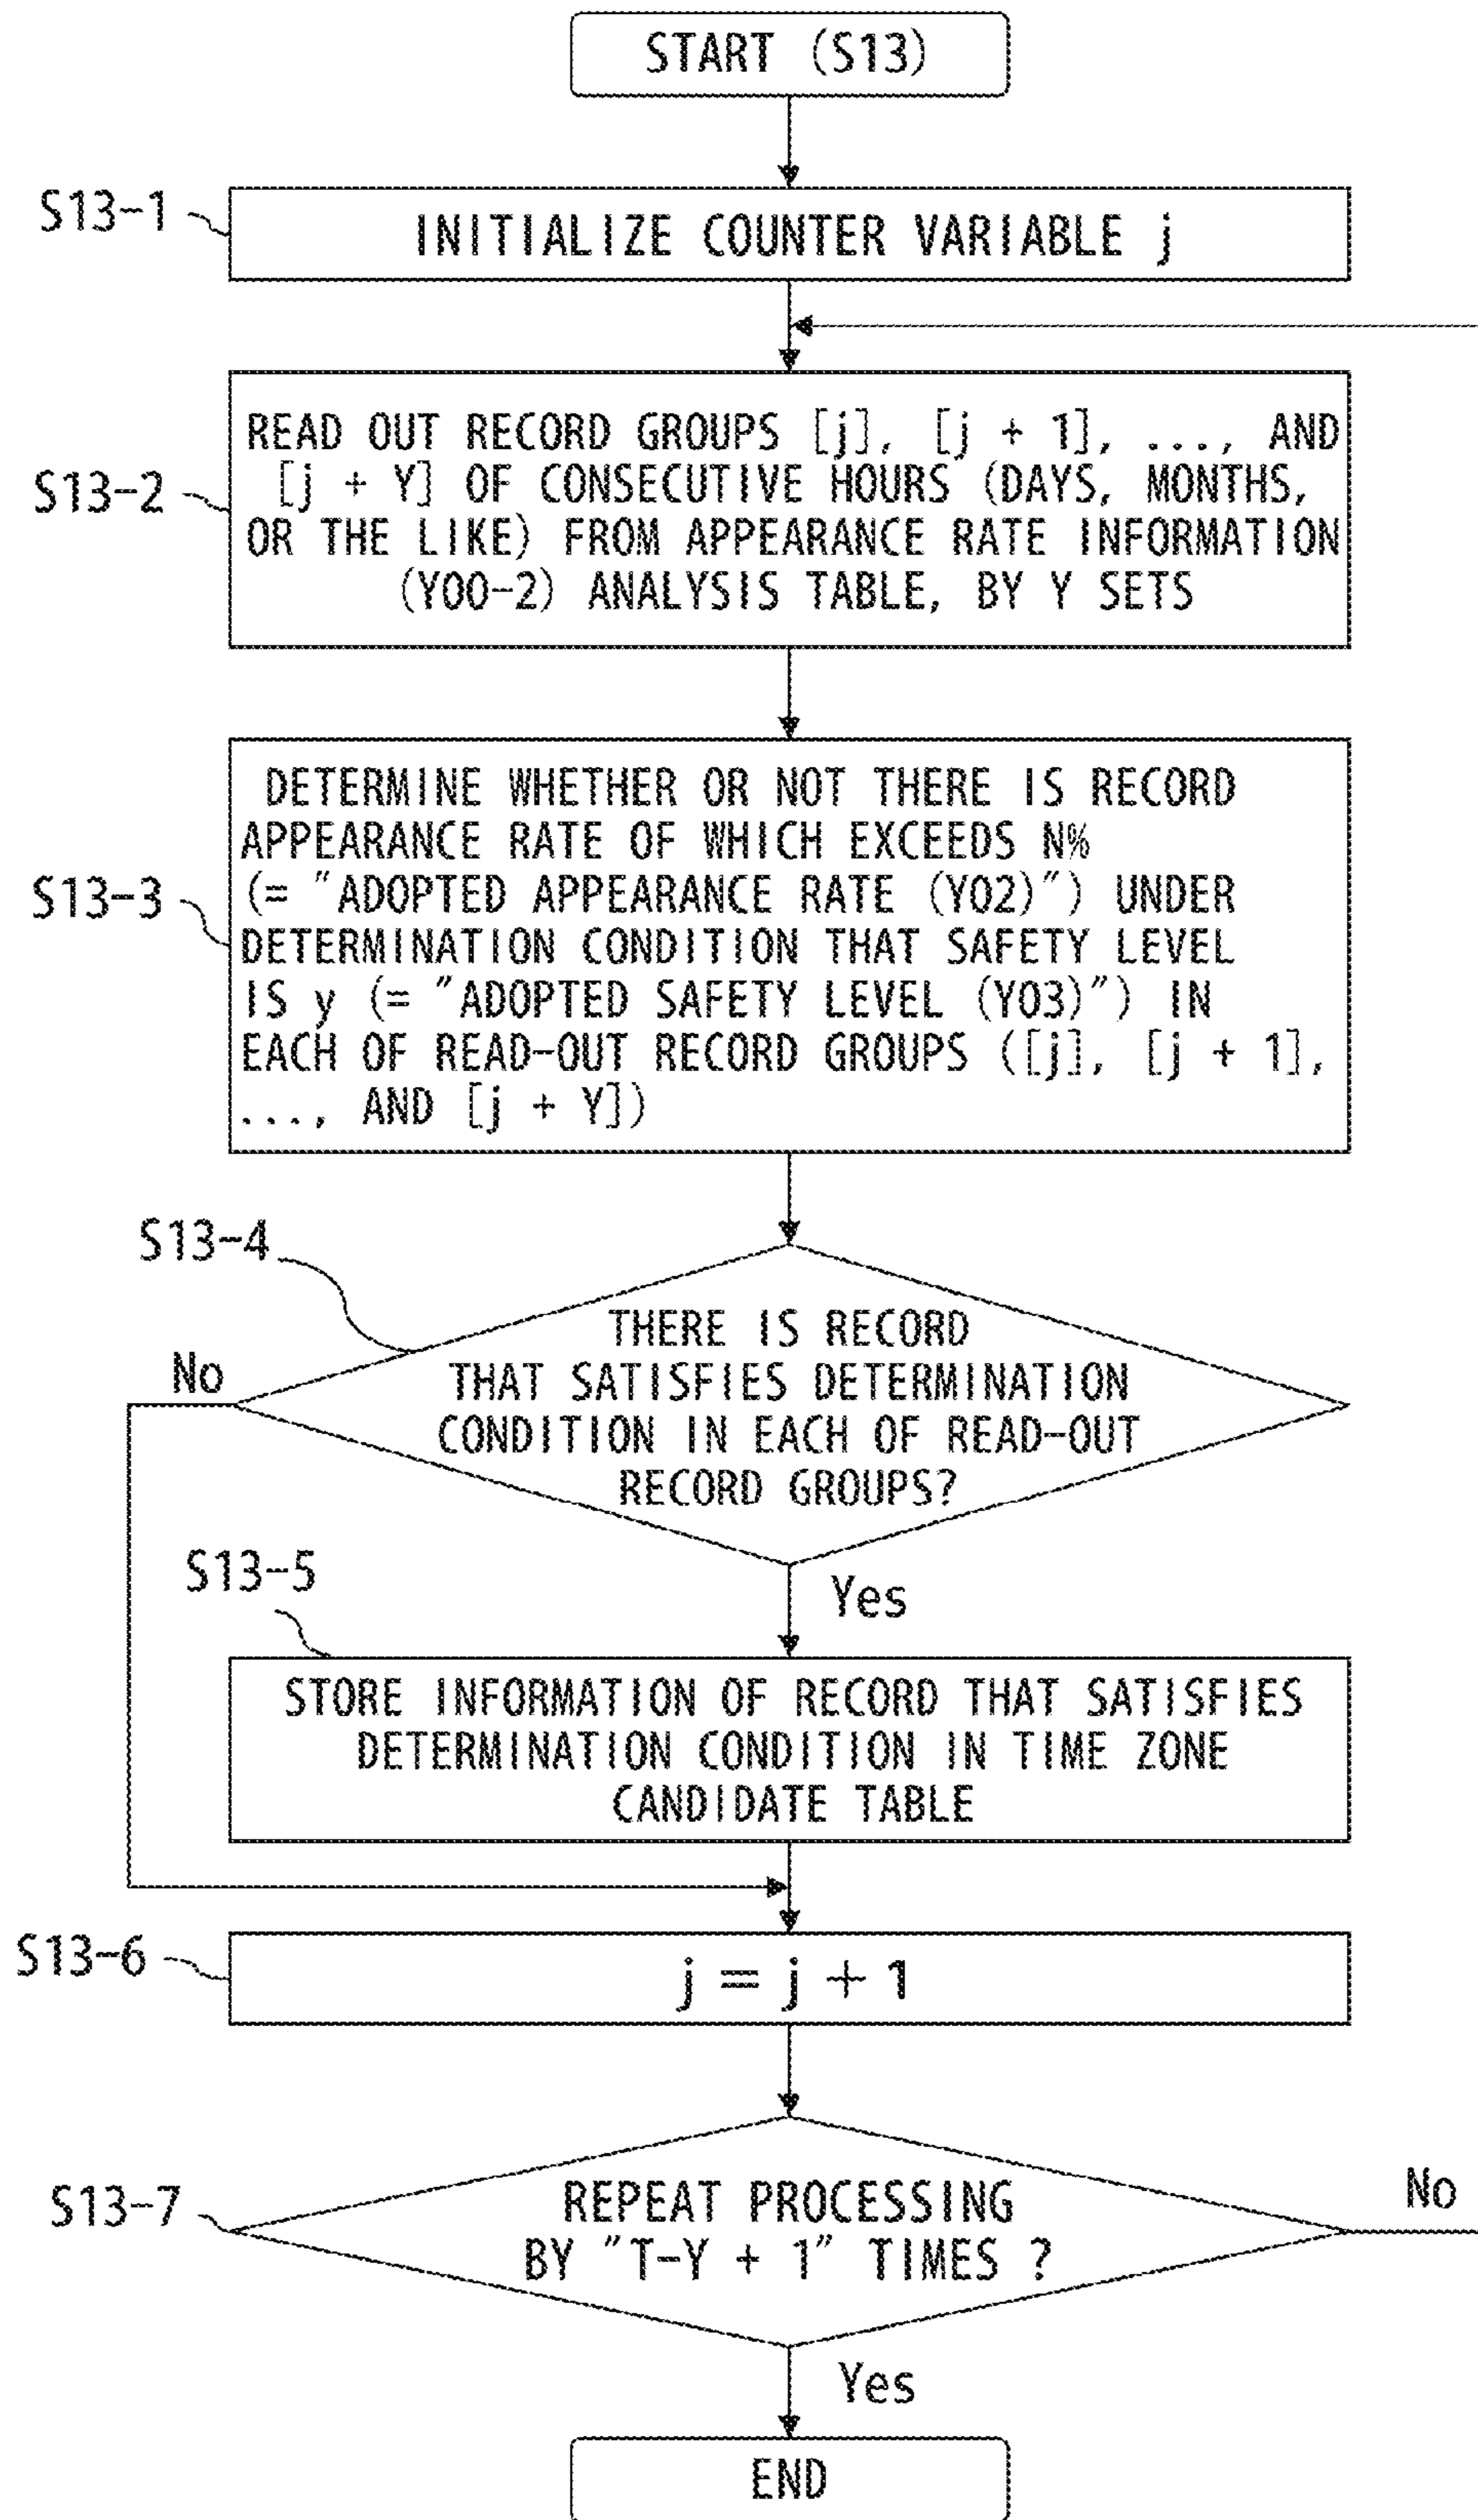 START (S13)
S13-1
INITIALIZE COUNTER VARIABLE j
S13-2
READ OUT RECORD GROUPS [j], [j + 1], ..., AND
[j + Y] OF CONSECUTIVE HOURS (DAYS, MONTHS,
OR THE LIKE) FROM APPEARANCE RATE INFORMATION
(Y00-2) ANALYSIS TABLE, BY Y SETS
S13-3
DETERMINE WHETHER OR NOT THERE IS RECORD
APPEARANCE RATE OF WHICH EXCEEDS N%
(= "ADOPTED APPEARANCE RATE (Y02)") UNDER
DETERMINATION CONDITION THAT SAFETY LEVEL
IS y (= "ADOPTED SAFETY LEVEL (Y03)") IN
EACH OF READ-OUT RECORD GROUPS ([j], [j + 1],
..., AND [j + Y])
S13-4
THERE IS RECORD
THAT SATISFIES DETERMINATION
CONDITION IN EACH OF READ-OUT
RECORD GROUPS?
No
Yes
S13-5
STORE INFORMATION OF RECORD THAT SATISFIES
DETERMINATION CONDITION IN TIME ZONE
CANDIDATE TABLE
S13-6
j = j + 1
S13-7
REPEAT PROCESSING
BY "T-Y + 1" TIMES ?
No
Yes
END